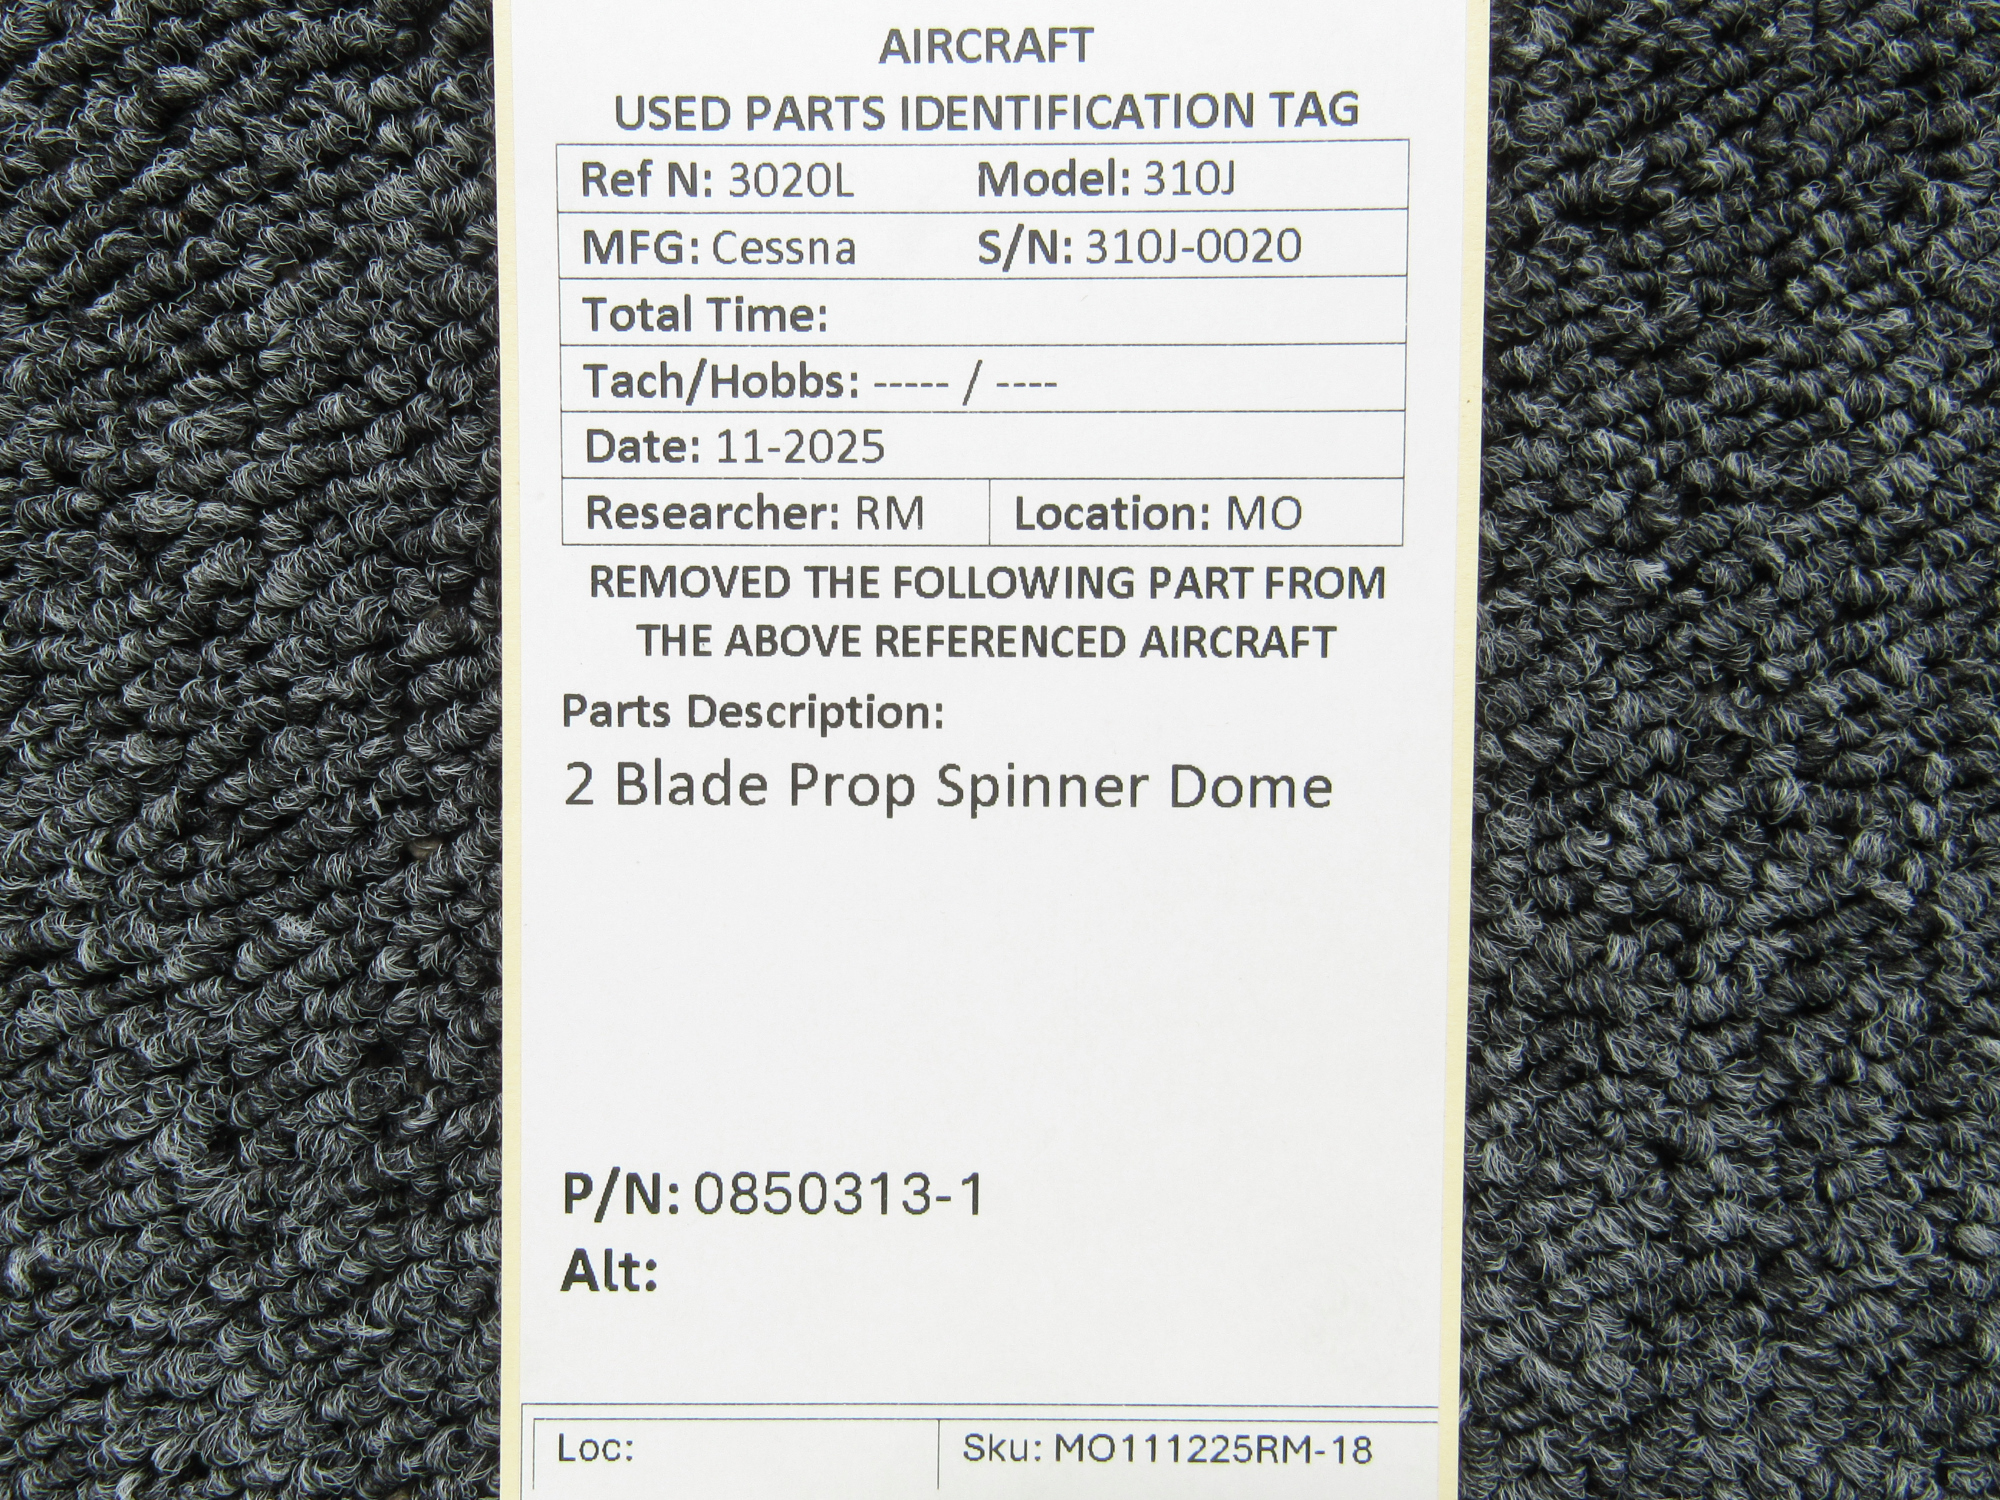 AIRCRAFT
USED PARTS IDENTIFICATION TAG
Ref N: 3020L Model: 310J
MFG: Cessna S/N: 310J-0020
Total Time:
Tach/Hobbs: ----- / ----
Date: 11-2025
Researcher: RM Location: MO
REMOVED THE FOLLOWING PART FROM
THE ABOVE REFERENCED AIRCRAFT
Parts Description:
2 Blade Prop Spinner Dome
P/N: 0850313-1
Alt:
Loc: Sku: MO111225RM-18